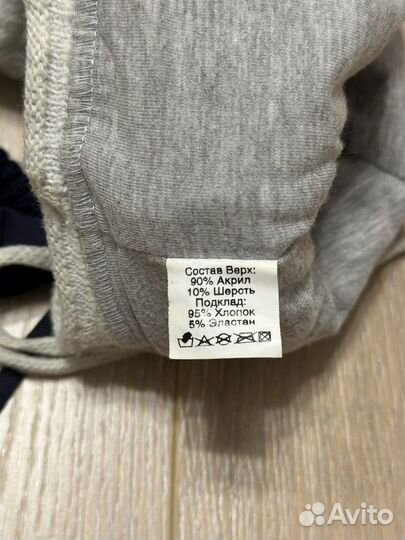 Состав Верх:
90% Акрил
10% Шерсть
Подклад:
95% Хлопок
5% Эластан
Avito